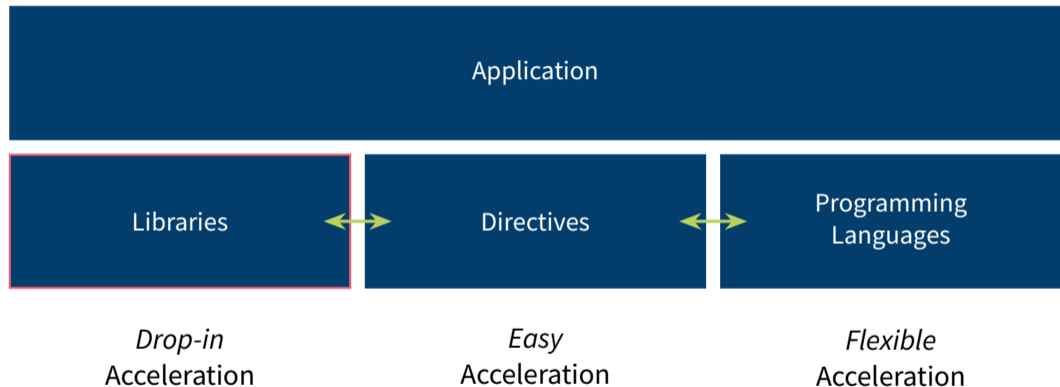 Application
Libraries
Directives
Programming
Languages
Drop-in
Acceleration
Easy
Acceleration
Flexible
Acceleration